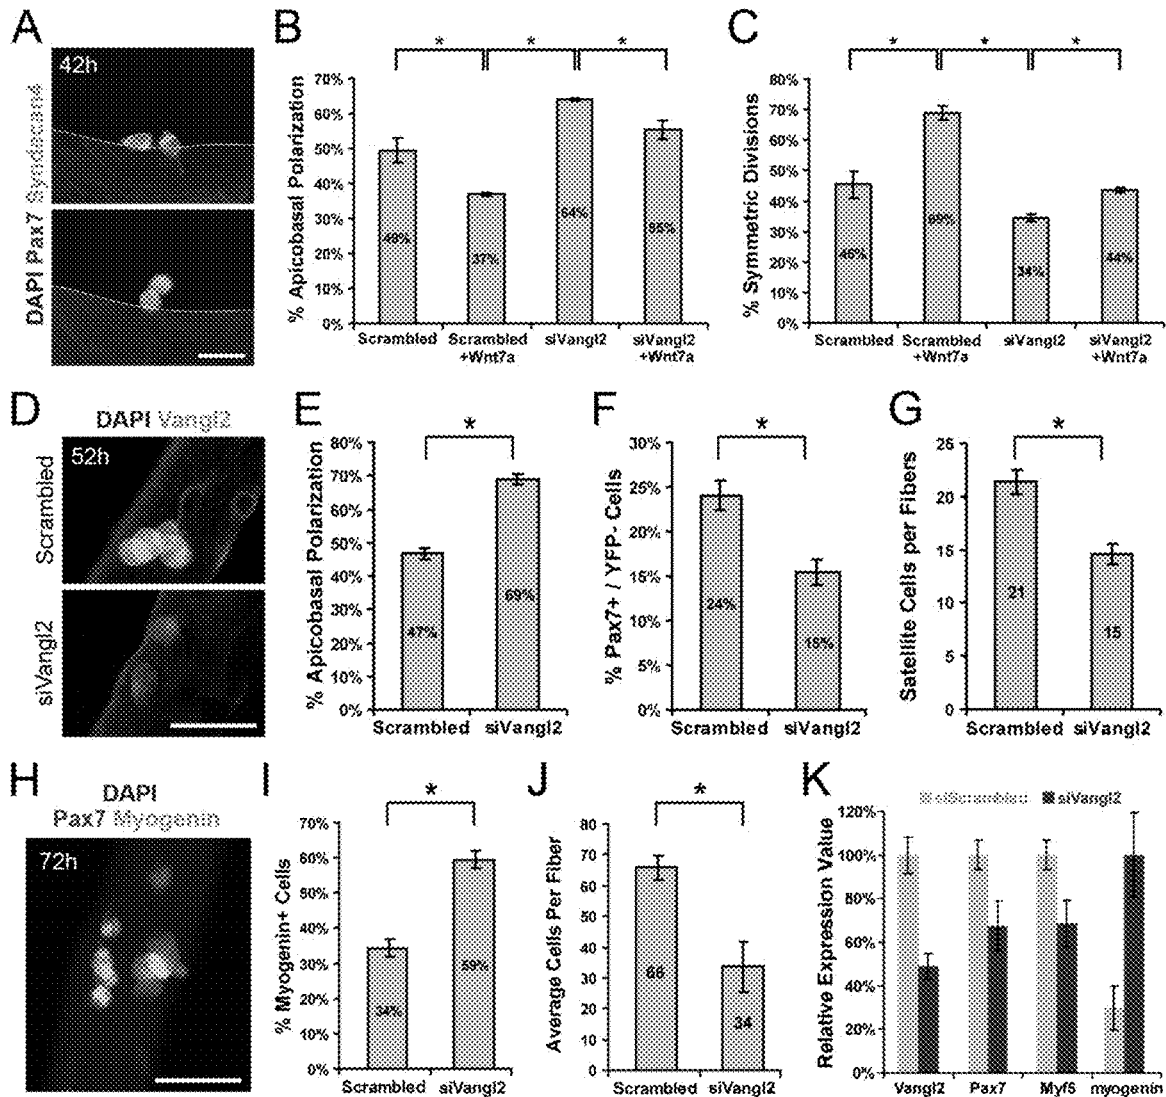 A
42h
DAPI Pax7 Syndecan4
B
* * *
% Apicobasal Polarization
70%
60%
50%
40%
30%
20%
10%
0%
49%
37%
64%
55%
Scrambled
Scrambled +Wnt7a
siVangl2
siVangl2 +Wnt7a
C
* * *
% Symmetric Divisions
80%
70%
60%
50%
40%
30%
20%
10%
0%
46%
69%
34%
44%
Scrambled
Scrambled +Wnt7a
siVangl2
siVangl2 +Wnt7a
D
DAPI Vangl2
52h
Scrambled
siVangl2
E
*
% Apicobasal Polarization
80%
70%
60%
50%
40%
30%
20%
10%
0%
47%
69%
Scrambled
siVangl2
F
*
% Pax7+ / YFP- Cells
30%
25%
20%
15%
10%
5%
0%
24%
15%
Scrambled
siVangl2
G
*
Satellite Cells per Fibers
25
20
15
10
5
0
21
15
Scrambled
siVangl2
H
DAPI
Pax7 Myogenin
72h
I
*
% Myogenin+ Cells
70%
60%
50%
40%
30%
20%
10%
0%
34%
59%
Scrambled
siVangl2
J
*
Average Cells Per Fiber
80
70
60
50
40
30
20
10
0
66
34
Scrambled
siVangl2
K
siScrambled siVangl2
Relative Expression Value
120%
100%
80%
60%
40%
20%
0%
Vangl2
Pax7
Myf5
myogenin